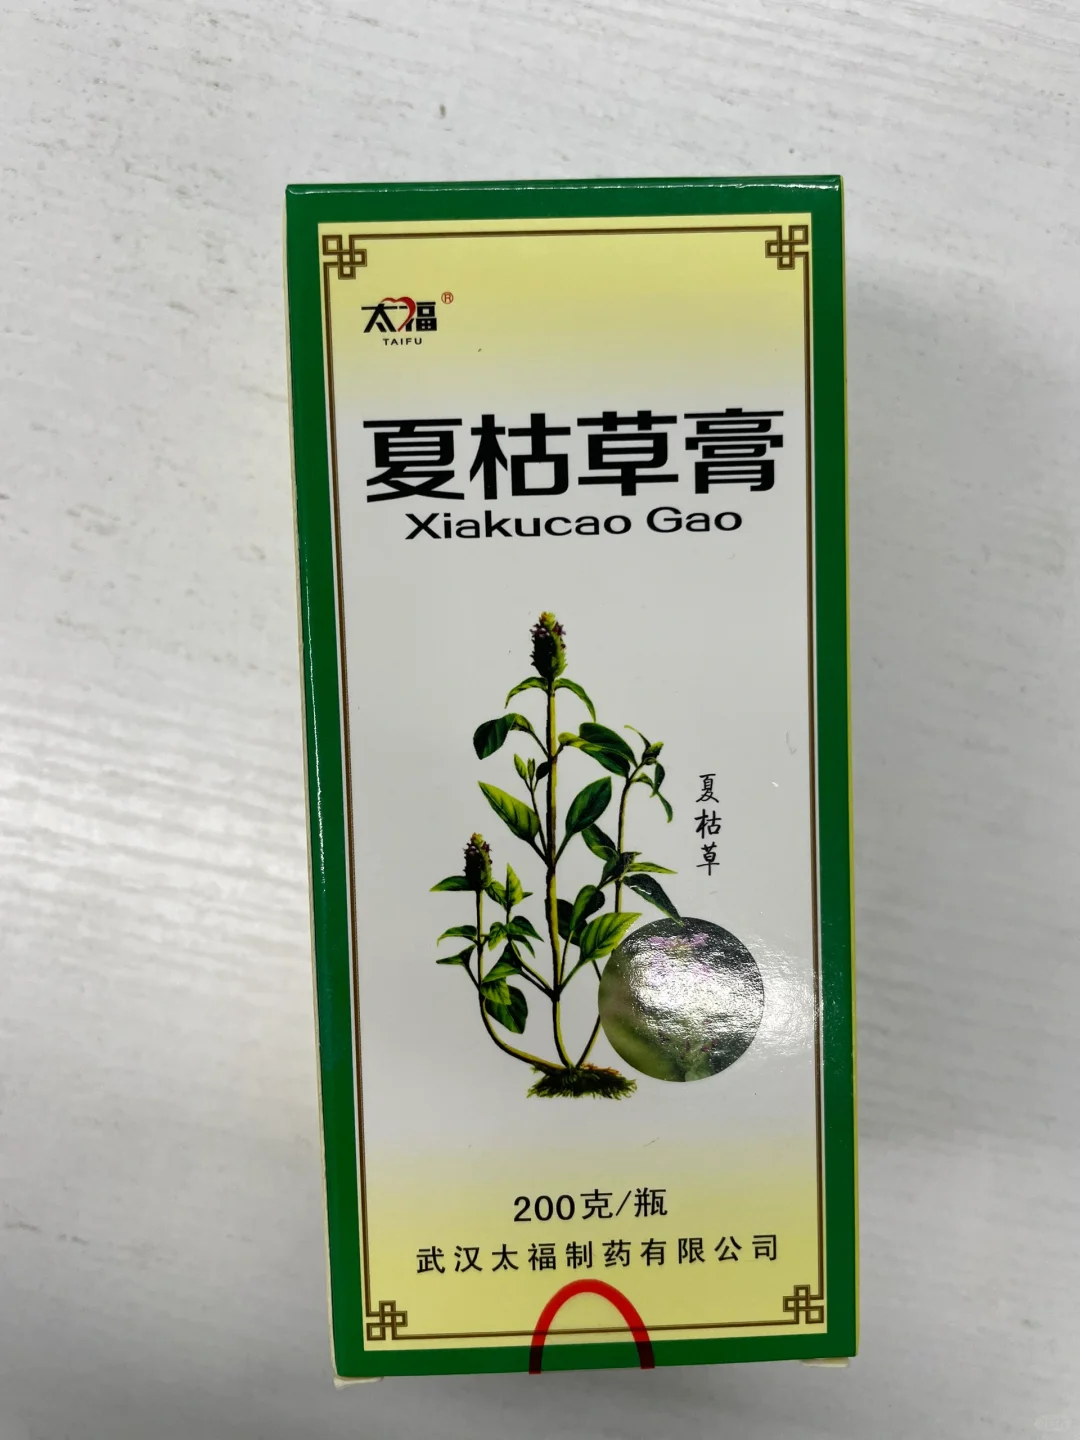 太福®
TAIFU
夏枯草膏
Xiakucao Gao
夏枯草
200克/瓶
武汉太福制药有限公司